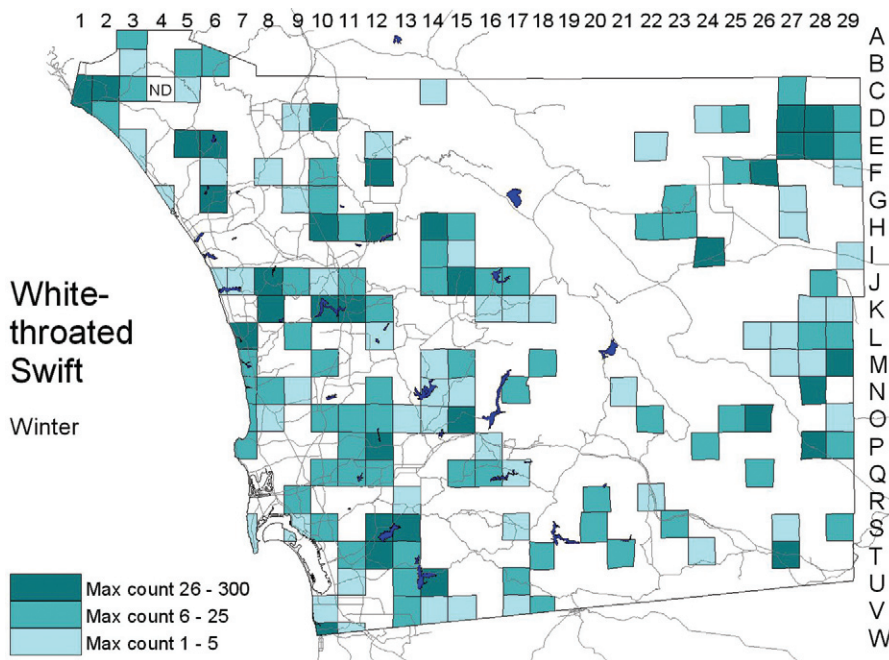 1 2 3 4 5 6 7 8 9 10 11 12 13 14 15 16 17 18 19 20 21 22 23 24 25 26 27 28 29
A
B
C
D
E
F
G
H
I
J
K
L
M
N
O
P
Q
R
S
T
U
V
W
ND
White-
throated
Swift
Winter
Max count 26 - 300
Max count 6 - 25
Max count 1 - 5